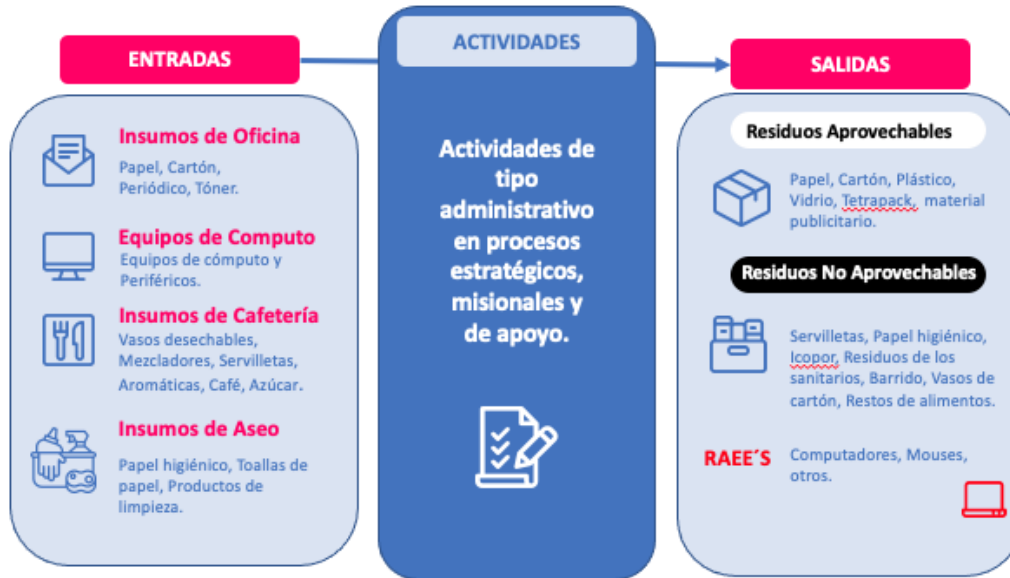 ENTRADAS
Insumos de Oficina
Papel, Cartón,
Periódico, Tóner.
Equipos de Computo
Equipos de cómputo y
Periféricos.
Insumos de Cafetería
Vasos desechables,
Mezcladores, Servilletas,
Aromáticas, Café, Azúcar.
Insumos de Aseo
Papel higiénico, Toallas de
papel, Productos de
limpieza.
ACTIVIDADES
Actividades de
tipo
administrativo
en procesos
estratégicos,
misionales y
de apoyo.
SALIDAS
Residuos Aprovechables
Papel, Cartón, Plástico,
Vidrio, Tetrapack, material
publicitario.
Residuos No Aprovechables
Servilletas, Papel higiénico,
Icopor, Residuos de los
sanitarios, Barrido, Vasos de
cartón, Restos de alimentos.
RAEE´S
Computadores, Mouses,
otros.